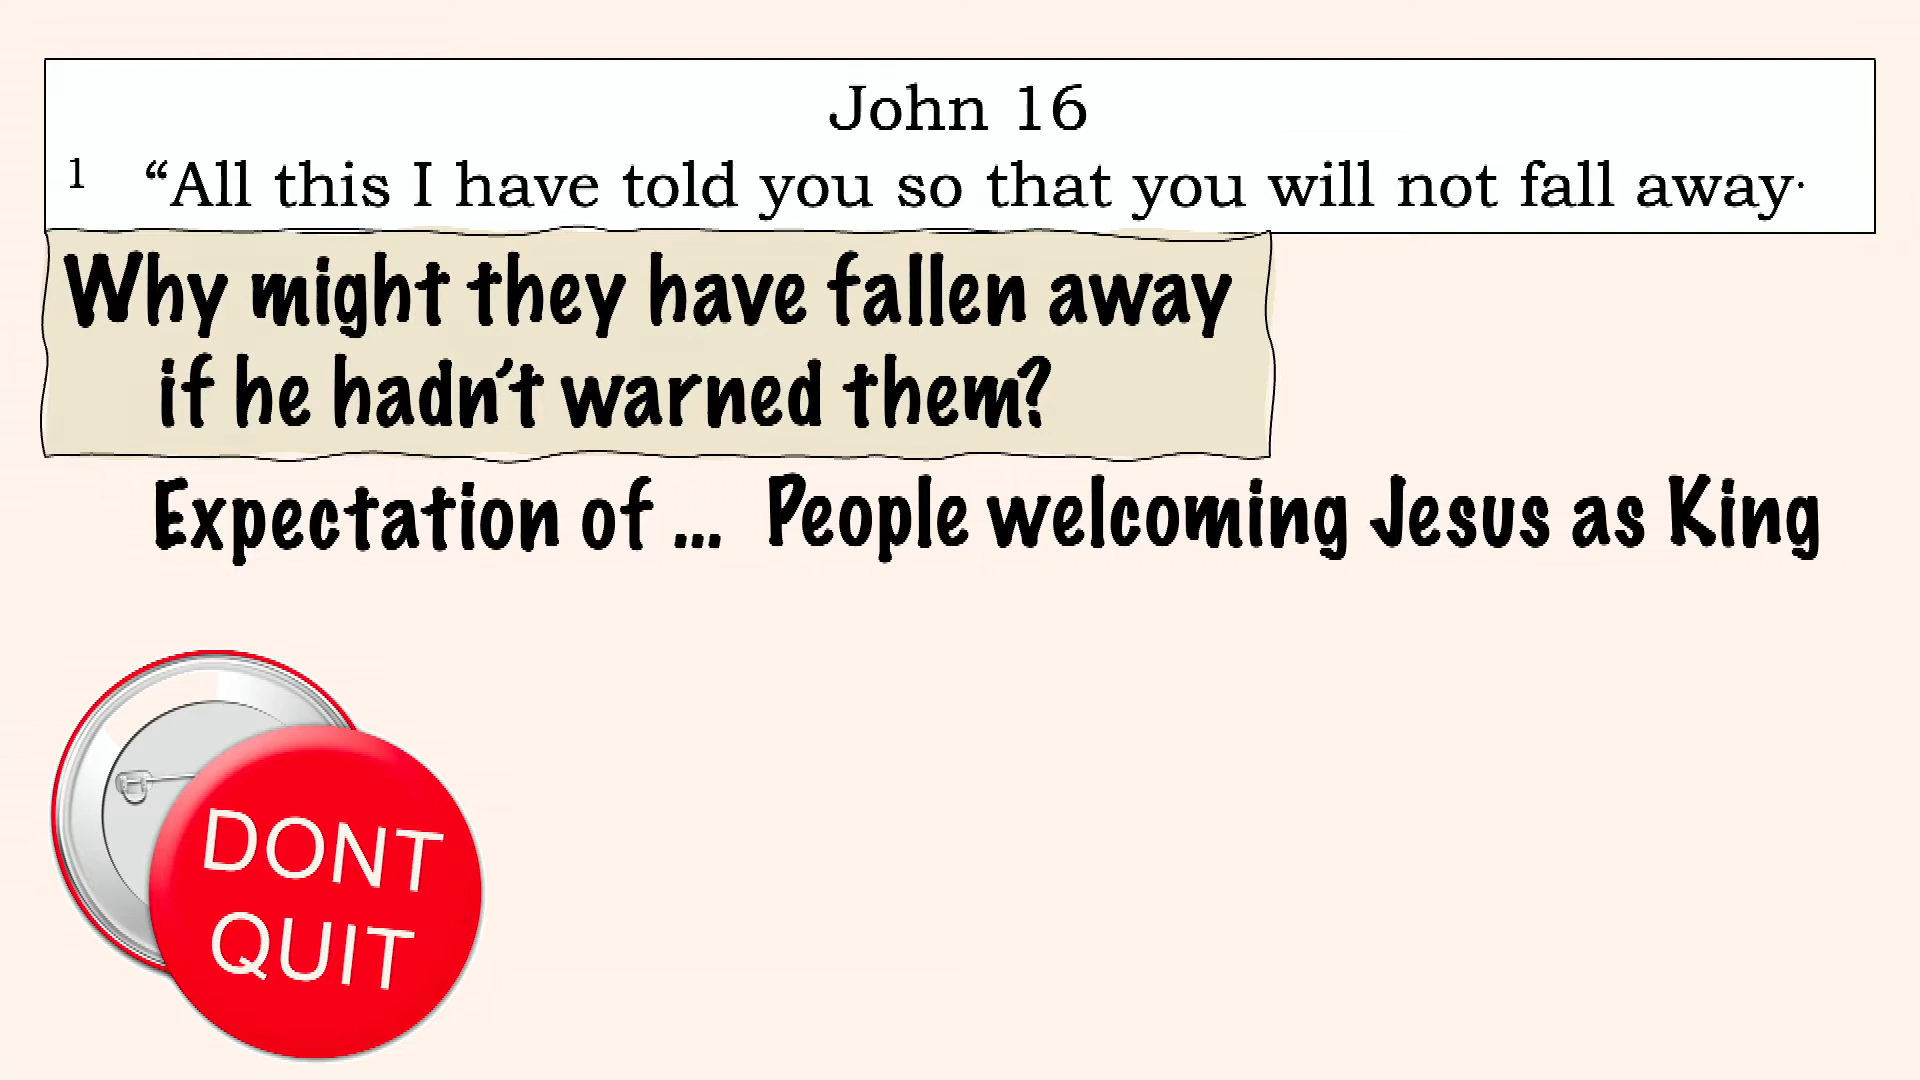 John 16
1 “All this I have told you so that you will not fall away.
Why might they have fallen away
if he hadn’t warned them?
Expectation of ... People welcoming Jesus as King
DONT
QUIT